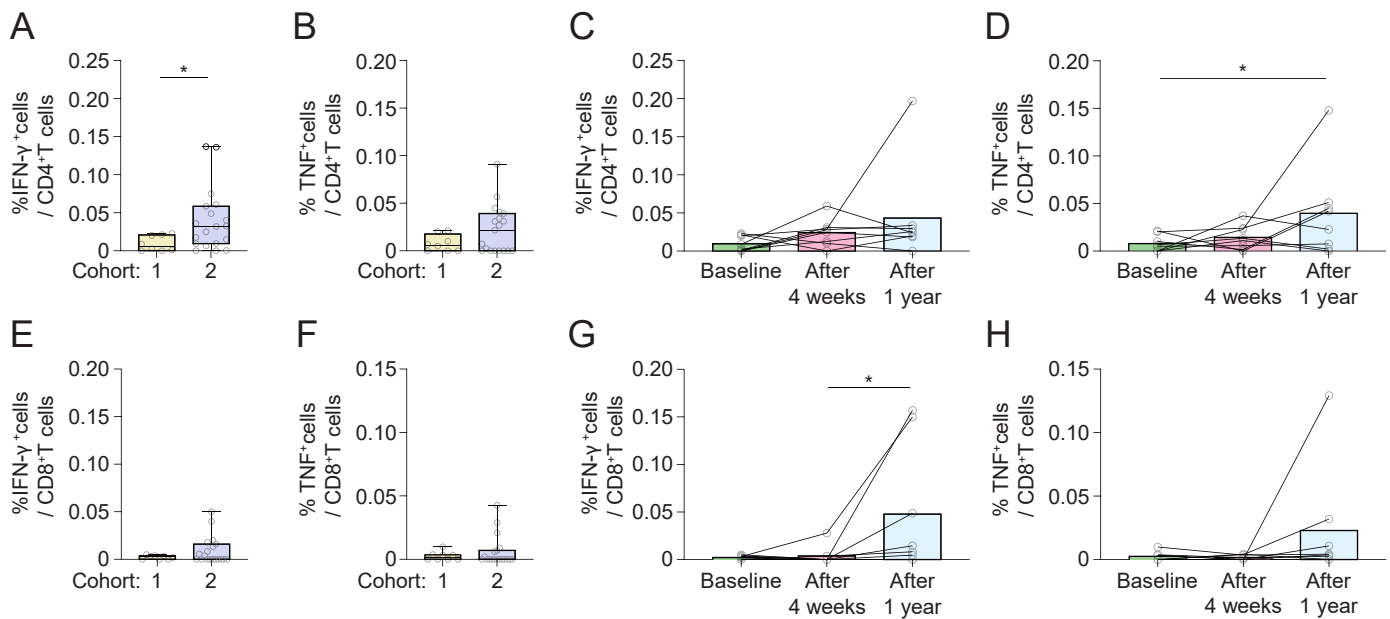 A
%IFN-γ⁺cells
/ CD4⁺T cells
0.25
0.20
0.15
0.10
0.05
0
*
Cohort: 1 2
B
% TNF⁺cells
/ CD4⁺T cells
0.20
0.15
0.10
0.05
0
Cohort: 1 2
C
%IFN-γ⁺cells
/ CD4⁺T cells
0.25
0.20
0.15
0.10
0.05
0
Baseline After After
4 weeks 1 year
D
% TNF⁺cells
/ CD4⁺T cells
0.20
0.15
0.10
0.05
0
*
Baseline After After
4 weeks 1 year
E
%IFN-γ⁺cells
/ CD8⁺T cells
0.20
0.15
0.10
0.05
0
Cohort: 1 2
F
% TNF⁺cells
/ CD8⁺T cells
0.15
0.10
0.05
0
Cohort: 1 2
G
%IFN-γ⁺cells
/ CD8⁺T cells
0.20
0.15
0.10
0.05
0
*
Baseline After After
4 weeks 1 year
H
% TNF⁺cells
/ CD8⁺T cells
0.15
0.10
0.05
0
Baseline After After
4 weeks 1 year